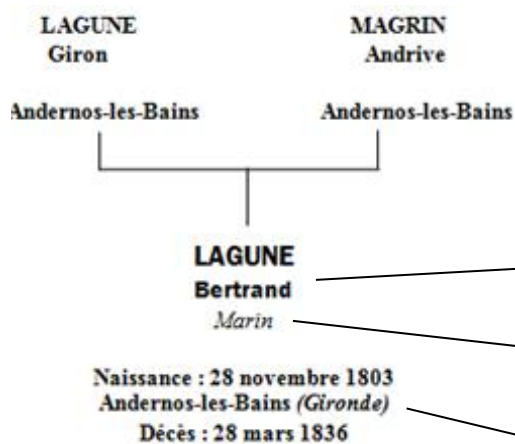 LAGUNE
Giron
Andernos-les-Bains
MAGRIN
Andrive
Andernos-les-Bains
LAGUNE
Bertrand
Marin
Naissance : 28 novembre 1803
Andernos-les-Bains (Gironde)
Décès : 28 mars 1836